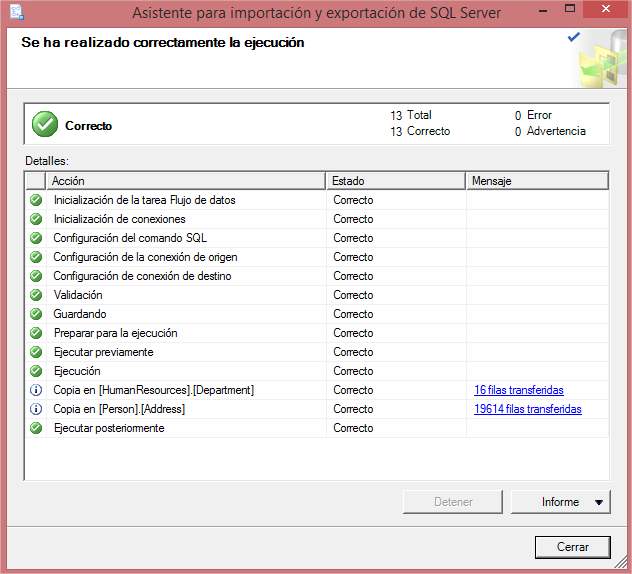 Asistente para importación y exportación de SQL Server
Se ha realizado correctamente la ejecución
Correcto
13 Total
0 Error
13 Correcto
0 Advertencia
Detalles:
Acción Estado Mensaje
Inicialización de la tarea Flujo de datos Correcto
Inicialización de conexiones Correcto
Configuración del comando SQL Correcto
Configuración de la conexión de origen Correcto
Configuración de conexión de destino Correcto
Validación Correcto
Guardando Correcto
Preparar para la ejecución Correcto
Ejecutar previamente Correcto
Ejecución Correcto
Copia en [HumanResources].[Department] Correcto 16 filas transferidas
Copia en [Person].[Address] Correcto 19614 filas transferidas
Ejecutar posteriormente Correcto
Detener Informe
Cerrar